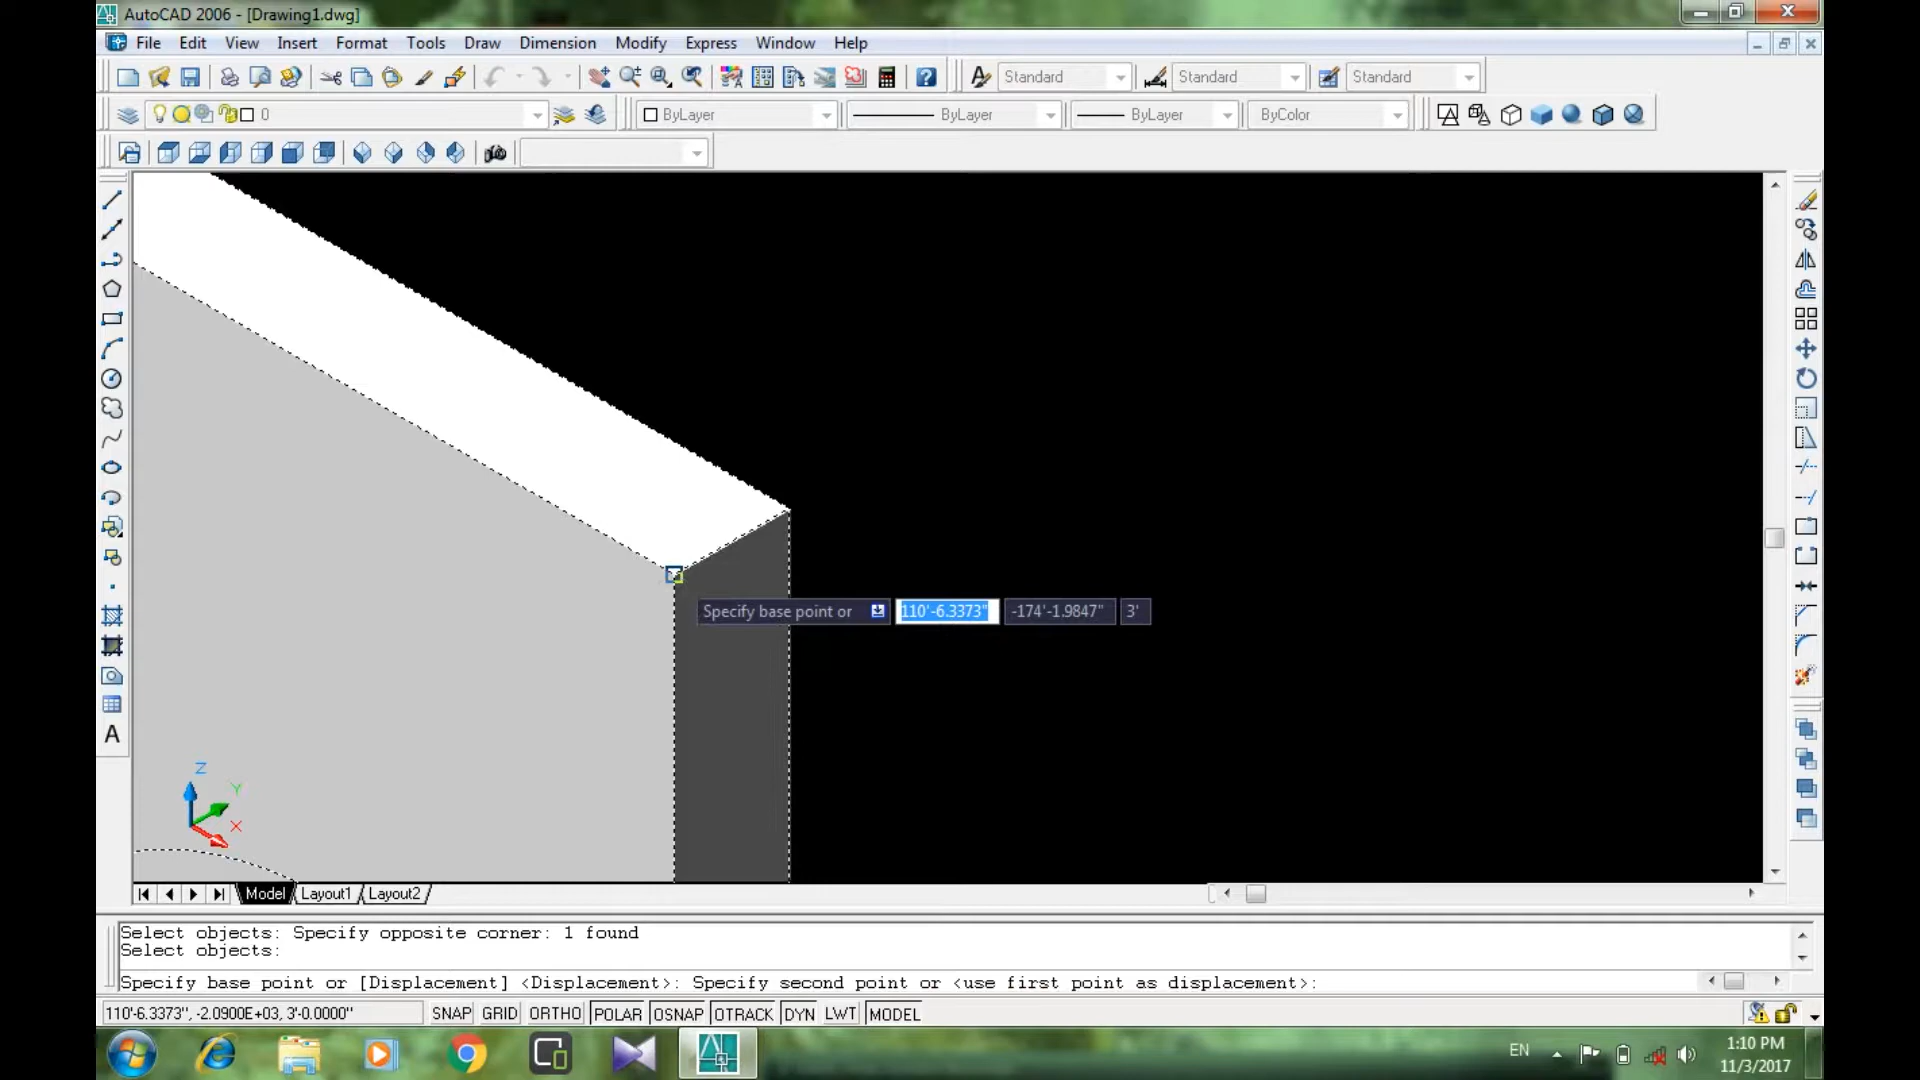 AutoCAD 2006 - [Drawing1.dwg]
File Edit View Insert Format Tools Draw Dimension Modify Express Window Help
Standard Standard Standard
0 ByLayer ByLayer ByLayer ByColor
Specify base point or 110'-6.3373" -174'-1.9847" 3'
Z
Y
X
A
Model Layout1 Layout2
Select objects: Specify opposite corner: 1 found
Select objects:
Specify base point or [Displacement] <Displacement>: Specify second point or <use first point as displacement>:
110'-6.3373", -2.0900E+03, 3'-0.0000" SNAP GRID ORTHO POLAR OSNAP OTRACK DYN LWT MODEL
EN 1:10 PM
11/3/2017